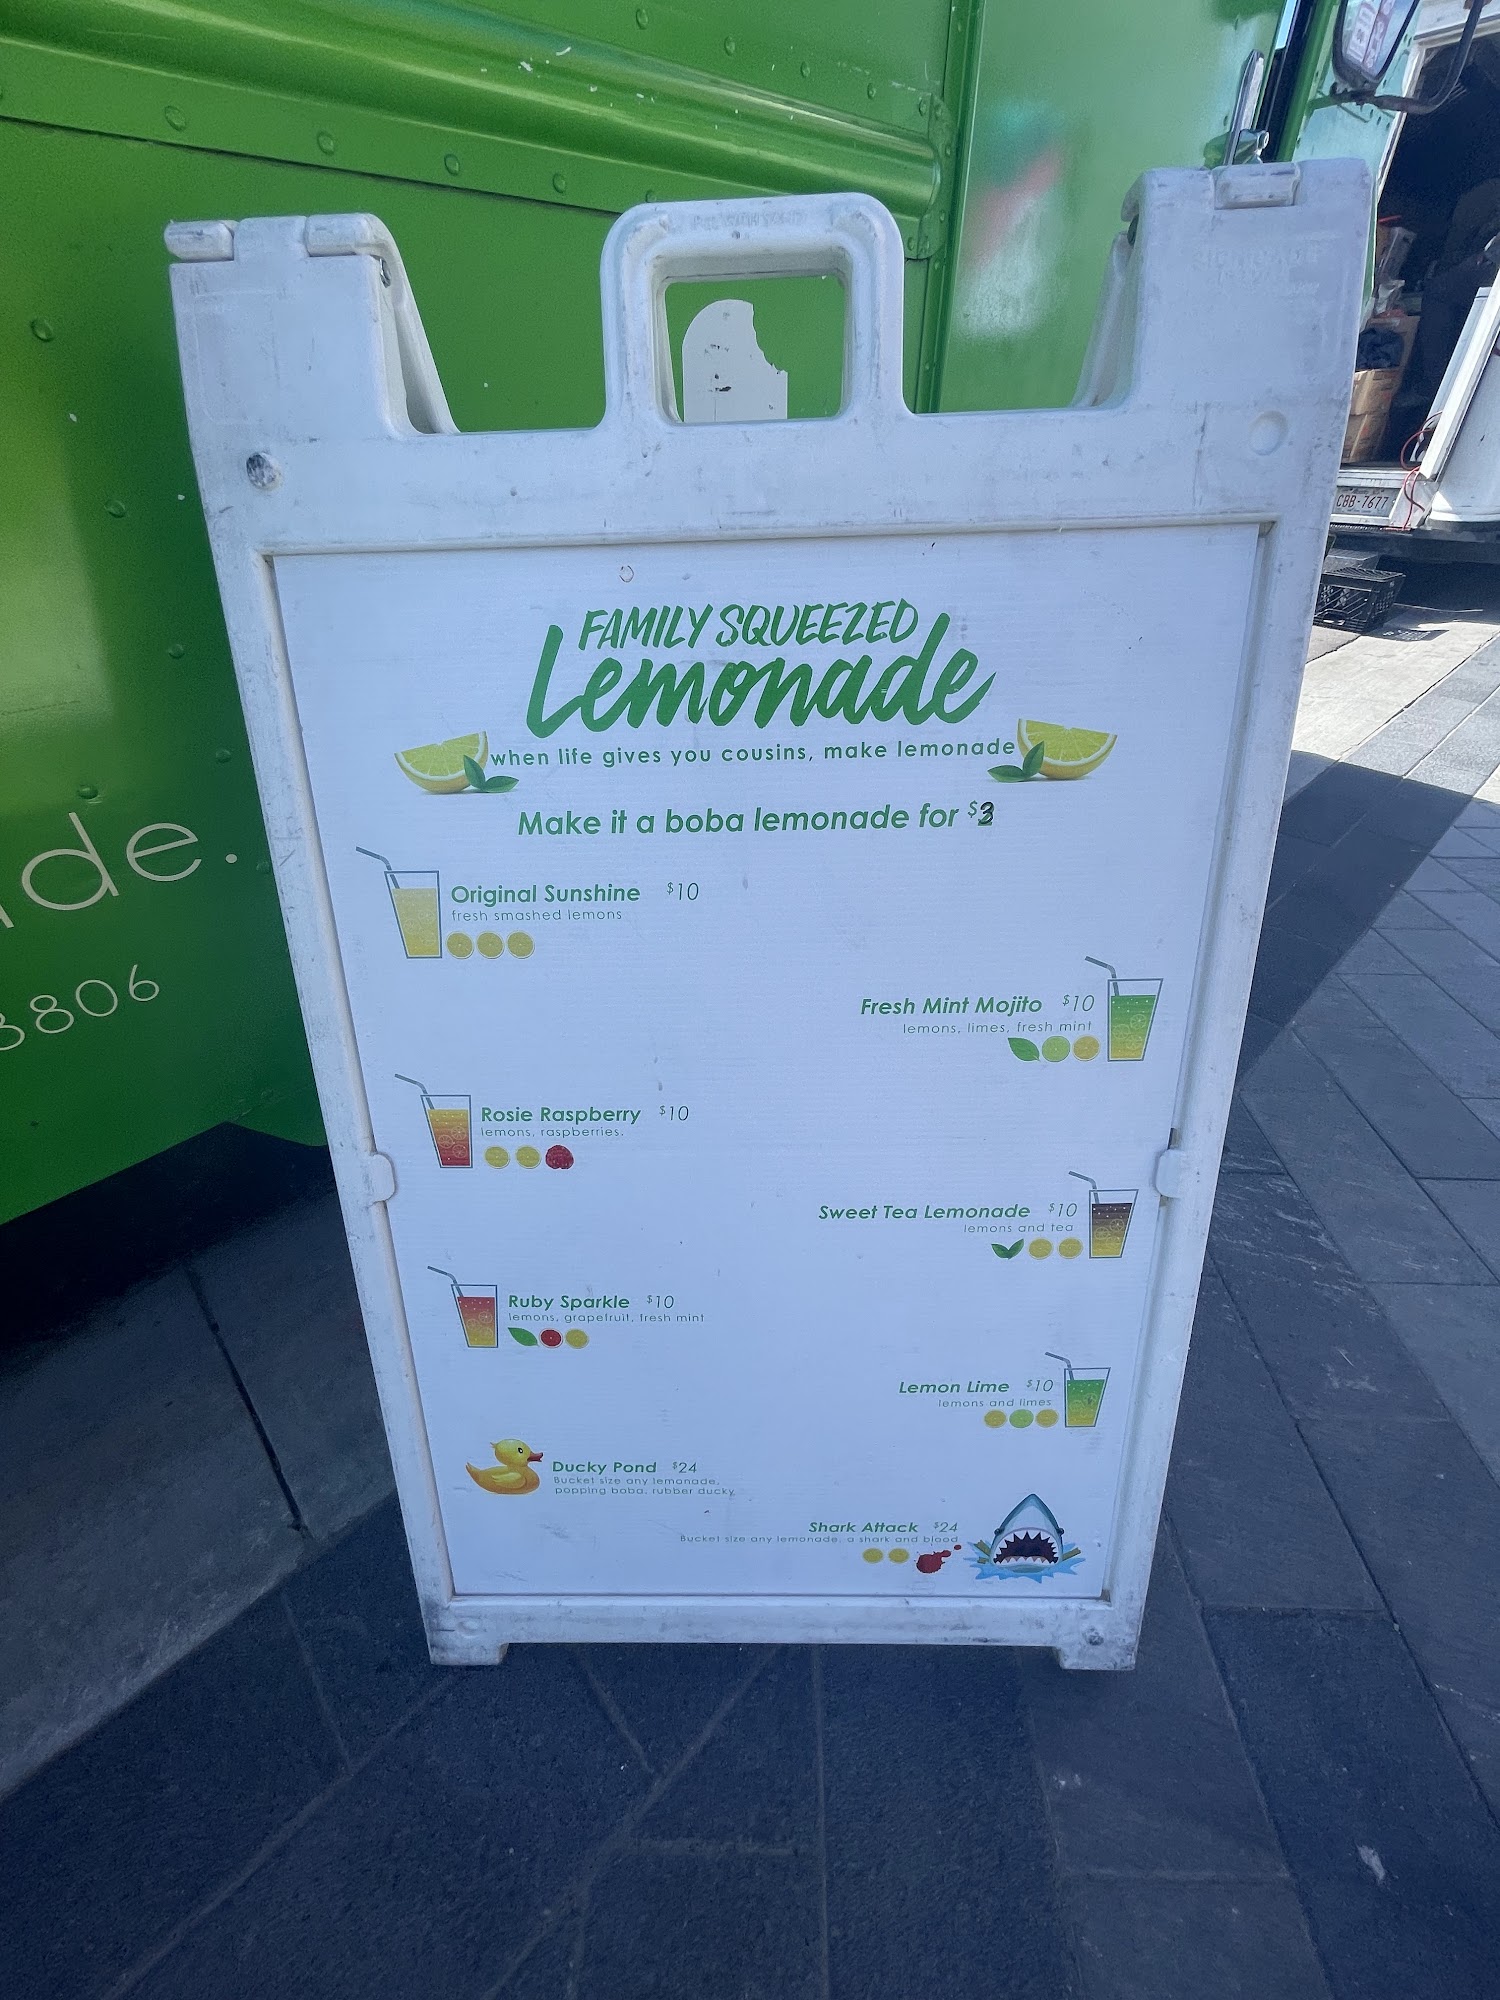 FAMILY SQUEEZED
Lemonade
when life gives you cousins, make lemonade
Make it a boba lemonade for $3
Original Sunshine $10
fresh smashed lemons
Fresh Mint Mojito $10
lemons, limes, fresh mint
Rosie Raspberry $10
lemons, raspberries.
Sweet Tea Lemonade $10
lemons and tea
Ruby Sparkle $10
lemons, grapefruit, fresh mint
Lemon Lime $10
lemons and limes
Ducky Pond $24
Bucket size any lemonade,
popping boba, rubber ducky
Shark Attack $24
Bucket size any lemonade, a shark and blood
de.
3806
CBB-7677